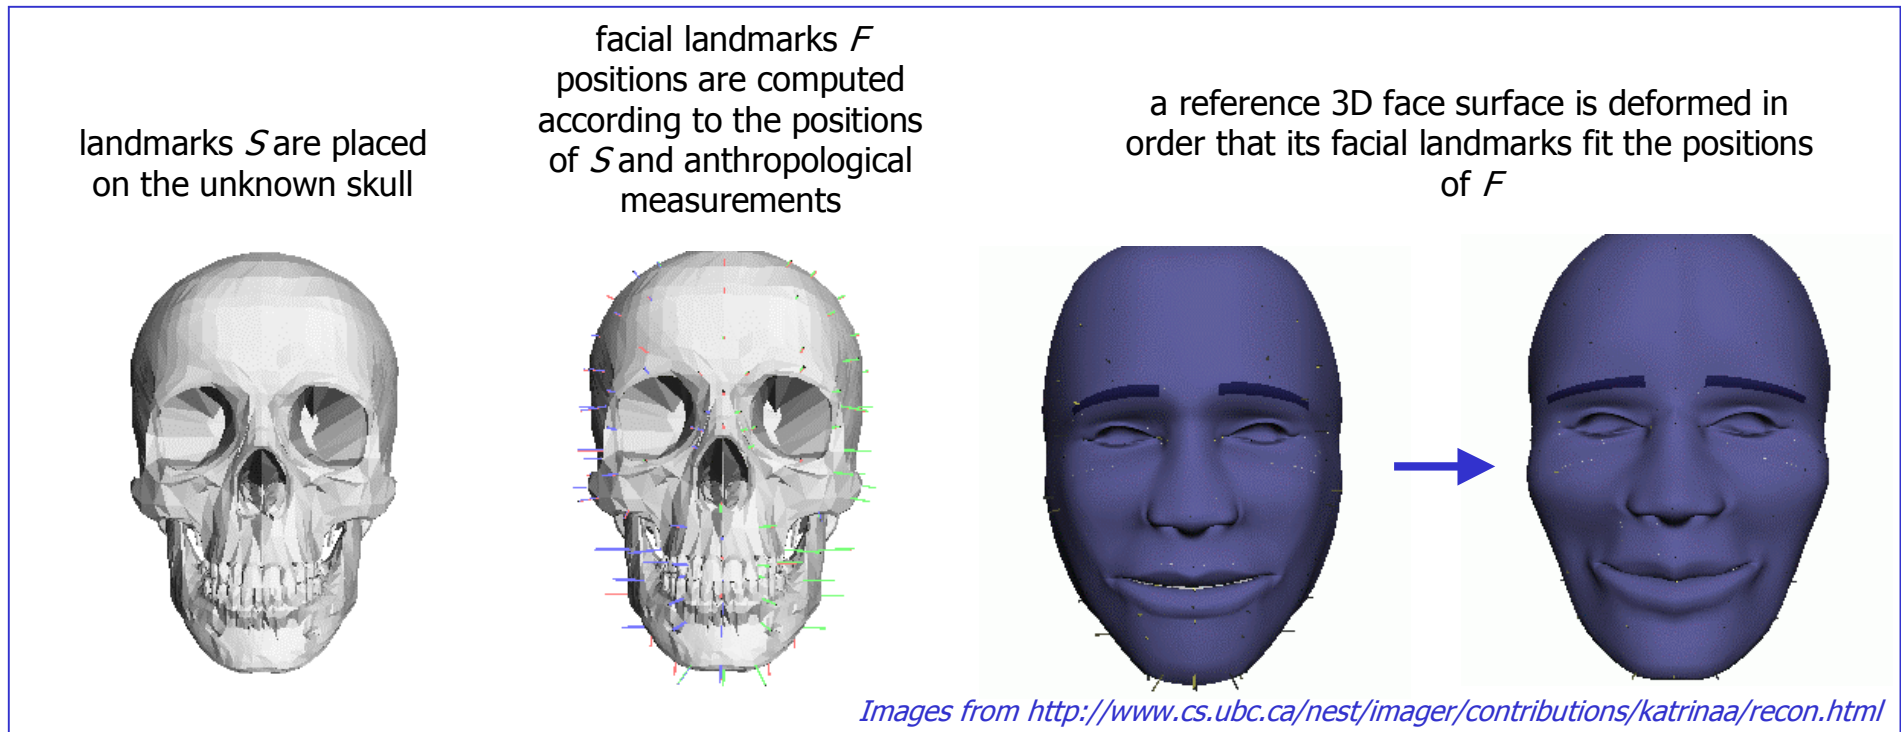 landmarks S are placed
on the unknown skull
facial landmarks F
positions are computed
according to the positions
of S and anthropological
measurements
a reference 3D face surface is deformed in
order that its facial landmarks fit the positions
of F
Images from http://www.cs.ubc.ca/nest/imager/contributions/katrinaa/recon.html